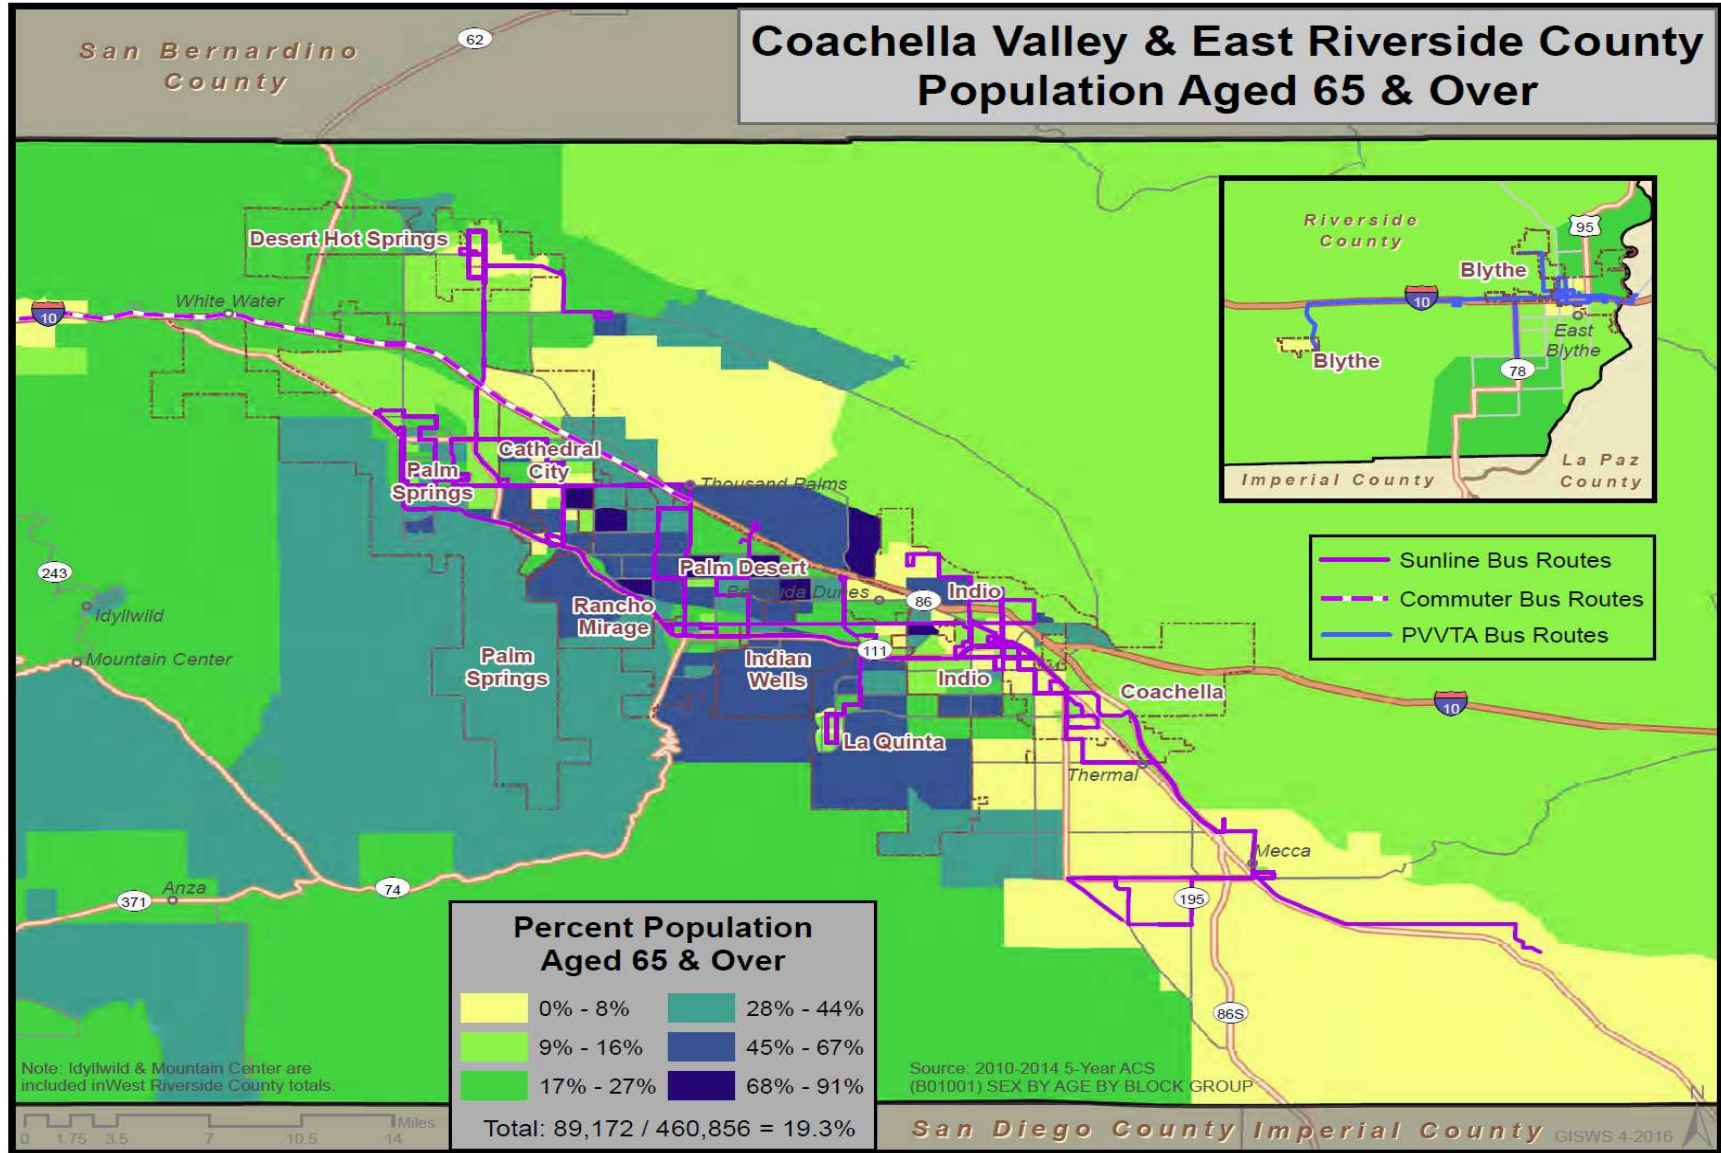 Coachella Valley & East Riverside County
Population Aged 65 & Over
San Bernardino
County
62
Desert Hot Springs
White Water
10
Cathedral
City
Palm
Springs
Thousand Palms
Palm Desert
Bermuda Dunes
86
Indio
Rancho
Mirage
243
Idyllwild
Mountain Center
Palm
Springs
Indian
Wells
111
Indio
Coachella
10
La Quinta
Thermal
Mecca
195
Anza
371
74
86S
Riverside
County
95
Blythe
10
East
Blythe
Blythe
78
Imperial County
La Paz
County
Sunline Bus Routes
Commuter Bus Routes
PVVTA Bus Routes
Percent Population
Aged 65 & Over
0% - 8%
28% - 44%
9% - 16%
45% - 67%
17% - 27%
68% - 91%
Total: 89,172 / 460,856 = 19.3%
Note: Idyllwild & Mountain Center are
included inWest Riverside County totals.
Source: 2010-2014 5-Year ACS
(B01001) SEX BY AGE BY BLOCK GROUP
Miles
0 1.75 3.5 7 10.5 14
San Diego County
Imperial County
GISWS 4-2016
N